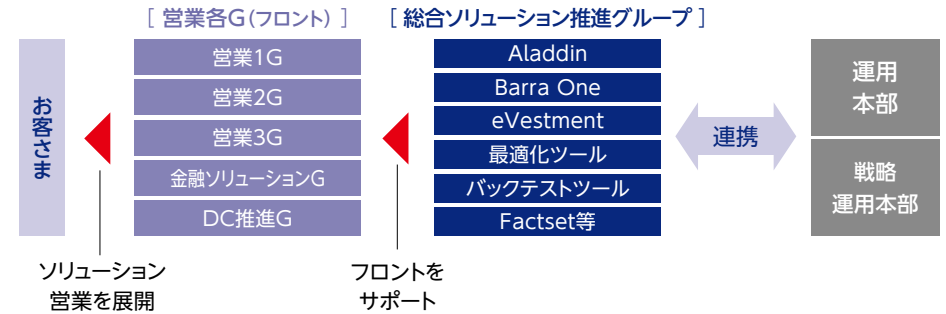 [ 営業各G(フロント) ]
[ 総合ソリューション推進グループ ]
お客さま
営業1G
営業2G
営業3G
金融ソリューションG
DC推進G
Aladdin
Barra One
eVestment
最適化ツール
バックテストツール
Factset等
連携
運用
本部
戦略
運用本部
ソリューション
営業を展開
フロントを
サポート